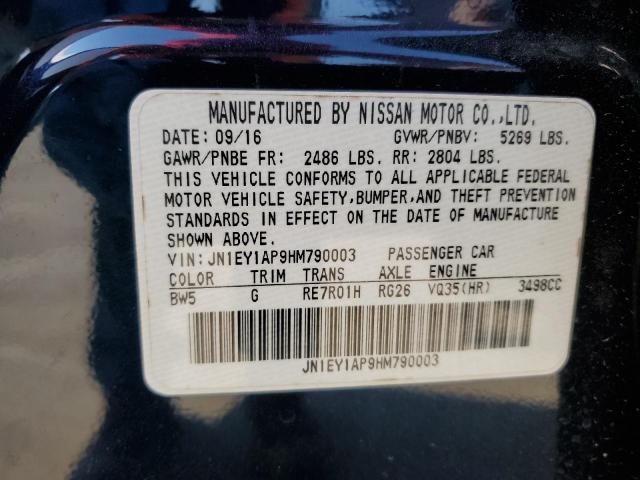 MANUFACTURED BY NISSAN MOTOR CO.,LTD.
DATE: 09/16 GVWR/PNBV: 5269 LBS.
GAWR/PNBE FR: 2486 LBS. RR: 2804 LBS.
THIS VEHICLE CONFORMS TO ALL APPLICABLE FEDERAL
MOTOR VEHICLE SAFETY,BUMPER,AND THEFT PREVENTION
STANDARDS IN EFFECT ON THE DATE OF MANUFACTURE
SHOWN ABOVE.
VIN: JN1EY1AP9HM790003 PASSENGER CAR
COLOR TRIM TRANS AXLE ENGINE
BW5 G RE7R01H RG26 VQ35(HR) 3498CC
JN1EY1AP9HM790003